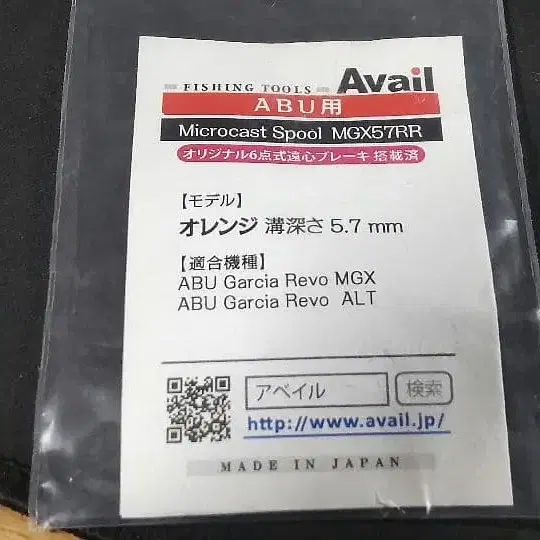 FISHING TOOLS Avail
ABU用
Microcast Spool MGX57RR
オリジナル6点式遠心ブレーキ 搭載済
【モデル】
オレンジ 溝深さ 5.7 mm
【適合機種】
ABU Garcia Revo MGX
ABU Garcia Revo ALT
アベイル 検索
http://www.avail.jp/
MADE IN JAPAN